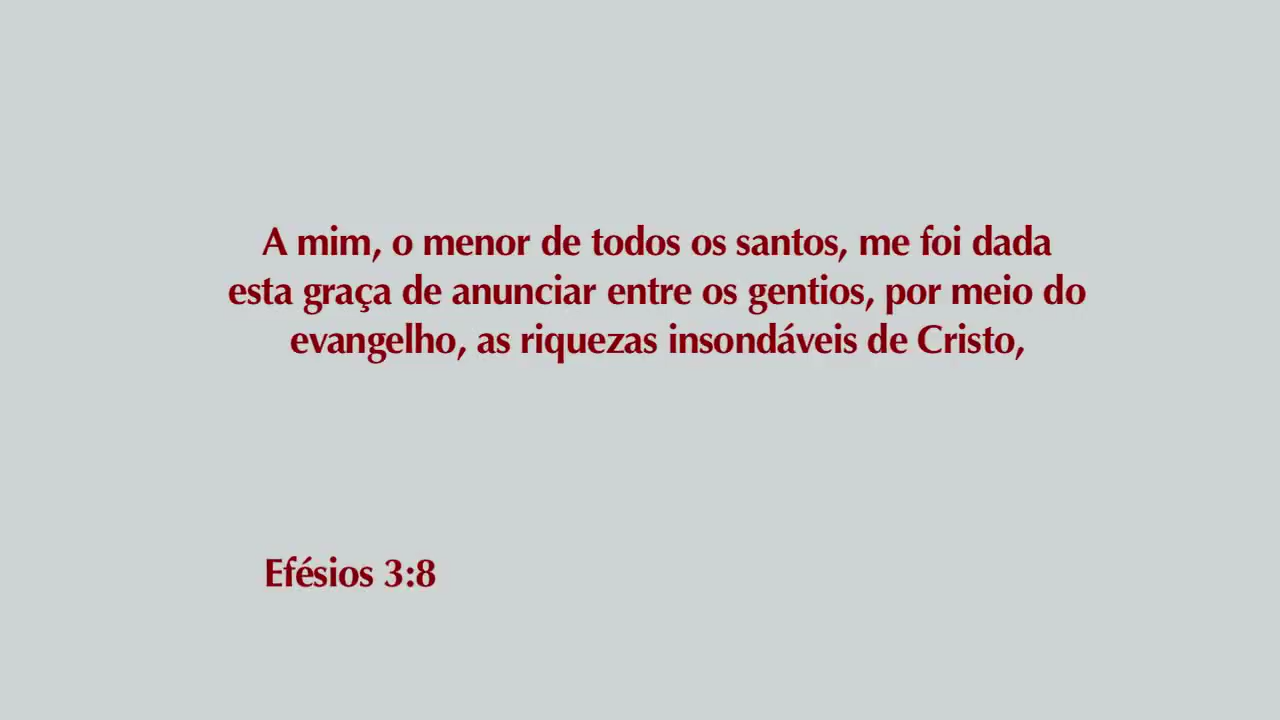 A mim, o menor de todos os santos, me foi dada
esta graça de anunciar entre os gentios, por meio do
evangelho, as riquezas insondáveis de Cristo,
Efésios 3:8